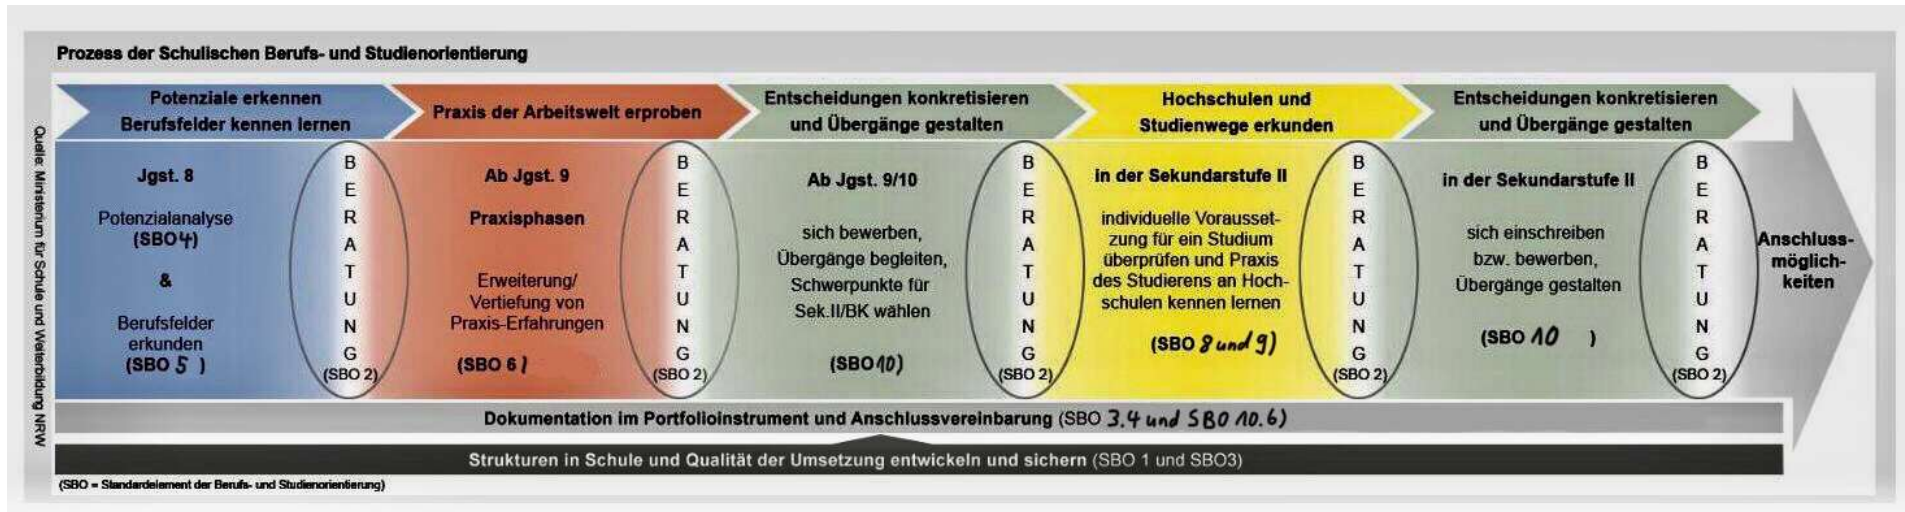 Prozess der Schulischen Berufs- und Studienorientierung
Quelle: Ministerium für Schule und Weiterbildung NRW
Potenziale erkennen
Berufsfelder kennen lernen
Jgst. 8
Potenzialanalyse
(SBO4)
&
Berufsfelder
erkunden
(SBO 5 )
BERATUNG
(SBO 2)
Praxis der Arbeitswelt erproben
Ab Jgst. 9
Praxisphasen
Erweiterung/
Vertiefung von
Praxis-Erfahrungen
(SBO 6)
BERATUNG
(SBO 2)
Entscheidungen konkretisieren
und Übergänge gestalten
Ab Jgst. 9/10
sich bewerben,
Übergänge begleiten,
Schwerpunkte für
Sek.II/BK wählen
(SBO10)
BERATUNG
(SBO 2)
Hochschulen und
Studienwege erkunden
in der Sekundarstufe II
individuelle Vorausset-
zung für ein Studium
überprüfen und Praxis
des Studierens an Hoch-
schulen kennen lernen
(SBO 8 und 9)
BERATUNG
(SBO 2)
Entscheidungen konkretisieren
und Übergänge gestalten
in der Sekundarstufe II
sich einschreiben
bzw. bewerben,
Übergänge gestalten
(SBO 10 )
BERATUNG
(SBO 2)
Anschluss-
möglich-
keiten
Dokumentation im Portfolioinstrument und Anschlussvereinbarung (SBO 3.4 und SBO 10.6)
Strukturen in Schule und Qualität der Umsetzung entwickeln und sichern (SBO 1 und SBO3)
(SBO = Standardelement der Berufs- und Studienorientierung)